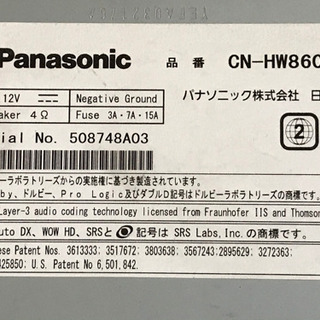 Panasonic 品番 CN-HW860
12V Negative Ground
4Ω Fuse 3A・7A・15A パナソニック株式会社
No. 508748A03
2
ーラボラトリーズからの実施権に基づき製造されています。
by、ドルビー、Pro Logic及びダブルD記号はドルビーラボラトリーズの商標です。
Layer-3 audio coding technology licensed from Fraunhofer IIS and Thomson
uto DX, WOW HD, SRSと 記号は SRS Labs, Inc. の商標です。
ese Patent Nos. 3613333; 3517672; 3803638; 3567243; 2895629; 3272363;
425850; U.S. Patent No 6,501,842.